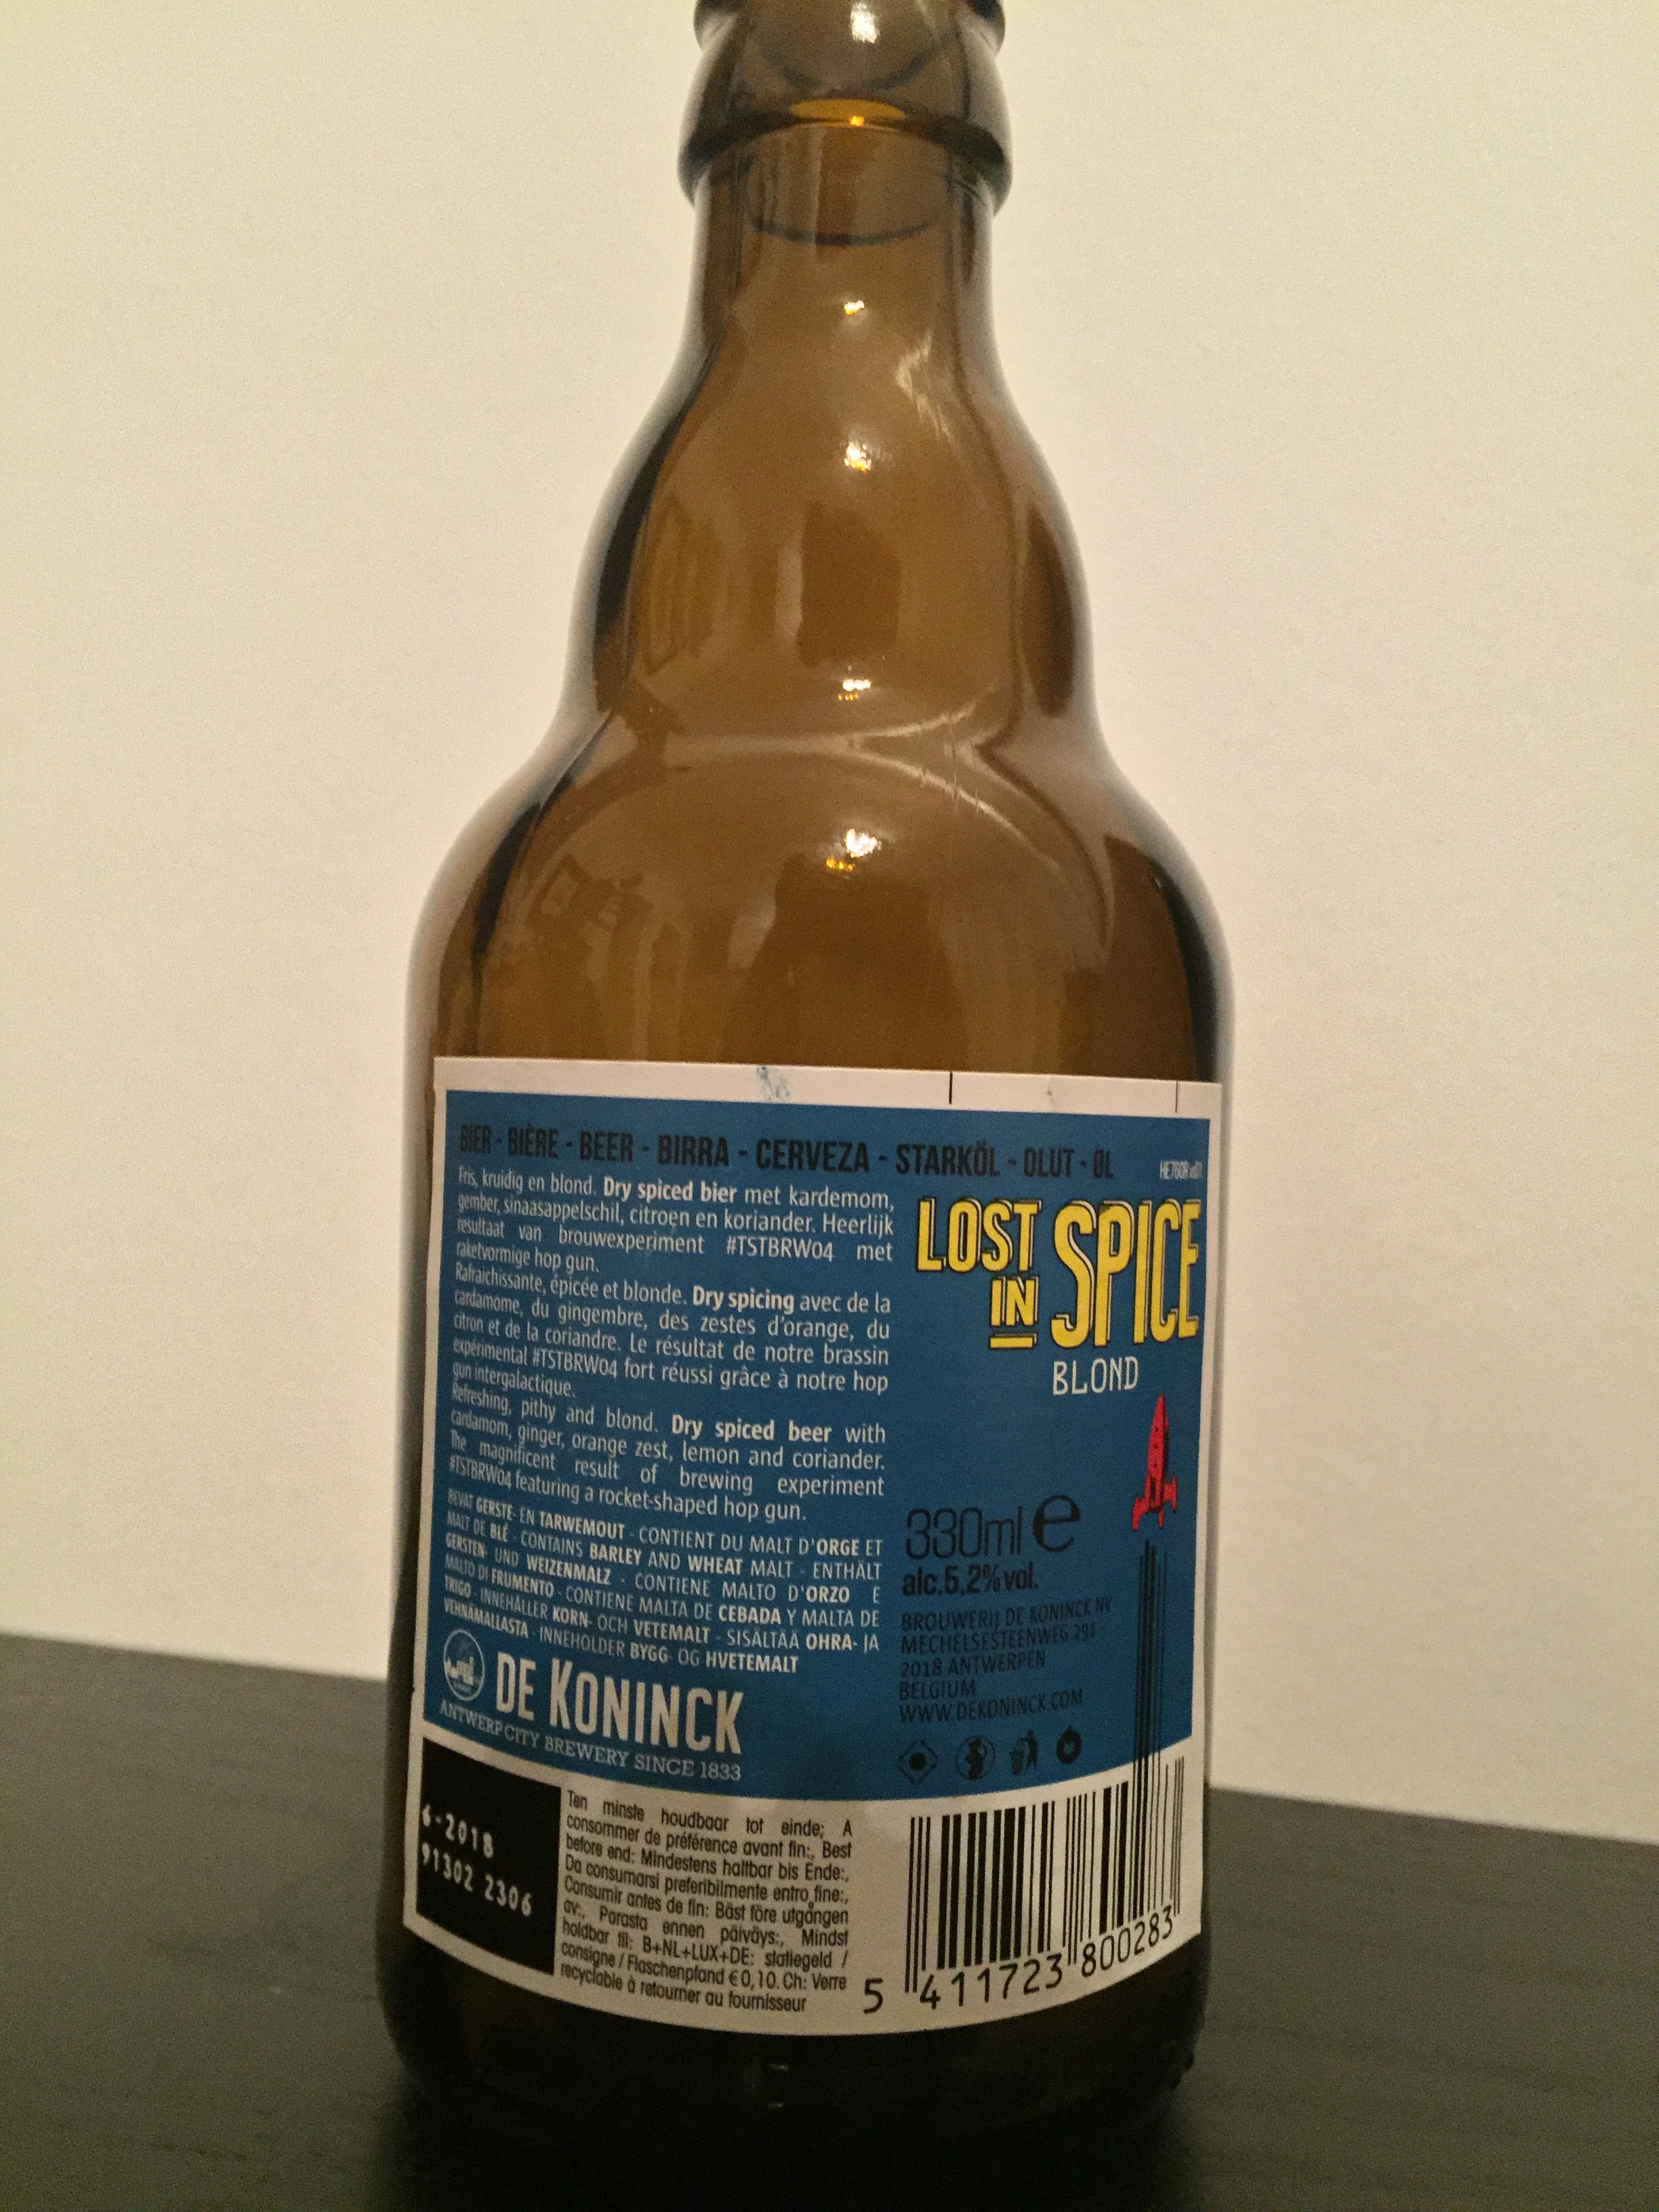 BIER - BIÈRE - BEER - BIRRA - CERVEZA - STARKÖL - OLUT - ØL
Fris, kruidig en blond. Dry spiced bier met kardemom,
gember, sinaasappelschil, citroen en koriander. Heerlijk
resultaat van brouwexperiment #TSTBRW04 met
raketvormige hop gun.
Rafraichissante, épicée et blonde. Dry spicing avec de la
cardamome, du gingembre, des zestes d'orange, du
citron et de la coriandre. Le résultat de notre brassin
expérimental #TSTBRW04 fort réussi grâce à notre hop
gun intergalactique.
Refreshing, pithy and blond. Dry spiced beer with
cardamom, ginger, orange zest, lemon and coriander.
The magnificent result of brewing experiment
#TSTBRW04 featuring a rocket-shaped hop gun.
BEVAT GERSTE- EN TARWEMOUT - CONTIENT DU MALT D'ORGE ET
MALT DE BLÉ - CONTAINS BARLEY AND WHEAT MALT - ENTHÄLT
GERSTEN- UND WEIZENMALZ - CONTIENE MALTO D'ORZO E
MALTO DI FRUMENTO - CONTIENE MALTA DE CEBADA Y MALTA DE
TRIGO - INNEHÅLLER KORN- OCH VETEMALT - SISÄLTÄÄ OHRA- JA
VEHNÄMALLASTA - INNEHOLDER BYGG- OG HVETEMALT
DE KONINCK
ANTWERP CITY BREWERY SINCE 1833
LOST
IN SPICE
BLOND
330ml e
alc.5,2%vol.
BROUWERIJ DE KONINCK NV
MECHELSESTEENWEG 291
2018 ANTWERPEN
BELGIUM
WWW.DEKONINCK.COM
6-2018
91302 2306
Ten minste houdbaar tot einde; A
consommer de préférence avant fin:, Best
before end: Mindestens haltbar bis Ende:,
Da consumarsi preferibilmente entro fine:,
Consumir antes de fin: Bäst före utgången
av:, Parasta ennen päiväys:, Mindst
holdbar til: B+NL+LUX+DE: statiegeld /
consigne / Flaschenpfand € 0,10. Ch: Verre
recyclable à retourner au fournisseur
5 411723 800283